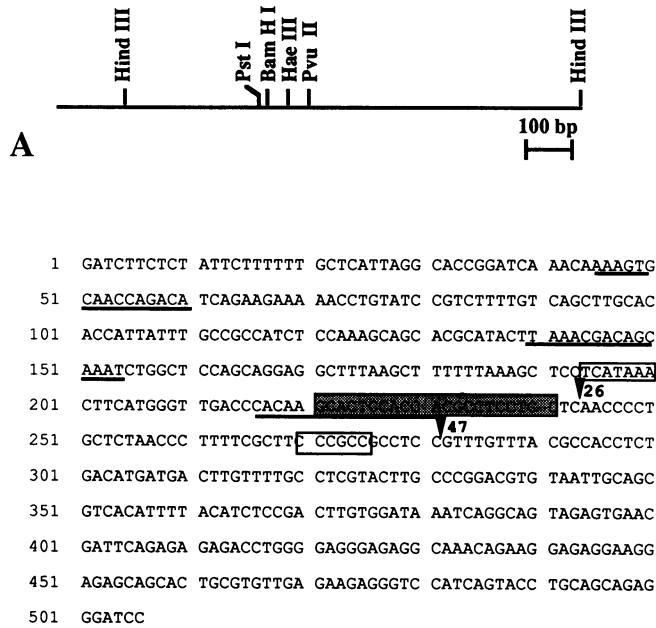 Hind III
Pst I
Bam H I
Hae III
Pvu II
Hind III
A
100 bp
1 GATCTTCTCT ATTCTTTTTT GCTCATTAGG CACCGGATCA AACAAAAGTG
51 CAACCAGACA TCAGAAGAAA AACCTGTATC CGTCTTTTGT CAGCTTGCAC
101 ACCATTATTT GCCGCCATCT CCAAAGCAGC ACGCATACTT AAACGACAGC
151 AAATCTGGCT CCAGCAGGAG GCTTTAAGCT TTTTTAAAGC TCCTCATAAA
26
201 CTTCATGGGT TGACCCACAA CTCAACCCCT
47
251 GCTCTAACCC TTTTCGCTTC CCGCCGCCTC CGTTTGTTTA CGCCACCTCT
301 GACATGATGA CTTGTTTTGC CTCGTACTTG CCCGGACGTG TAATTGCAGC
351 GTCACATTTT ACATCTCCGA CTTGTGGATA AATCAGGCAG TAGAGTGAAC
401 GATTCAGAGA GAGACCTGGG GAGGGAGAGG CAAACAGAAG GAGAGGAAGG
451 AGAGCAGCAC TGCGTGTTGA GAAGAGGGTC CATCAGTACC TGCAGCAGAG
501 GGATCC